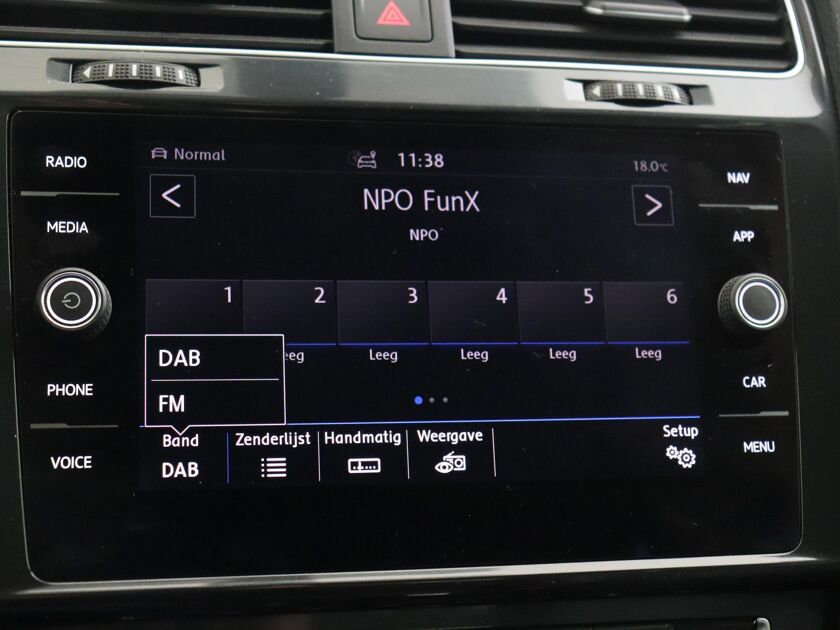 RADIO
MEDIA
PHONE
VOICE
Normal
11:38
18.0°C
NPO FunX
NPO
1 2 3 4 5 6
eeg Leeg Leeg Leeg Leeg
DAB
FM
Band Zenderlijst Handmatig Weergave Setup
DAB
NAV
APP
CAR
MENU